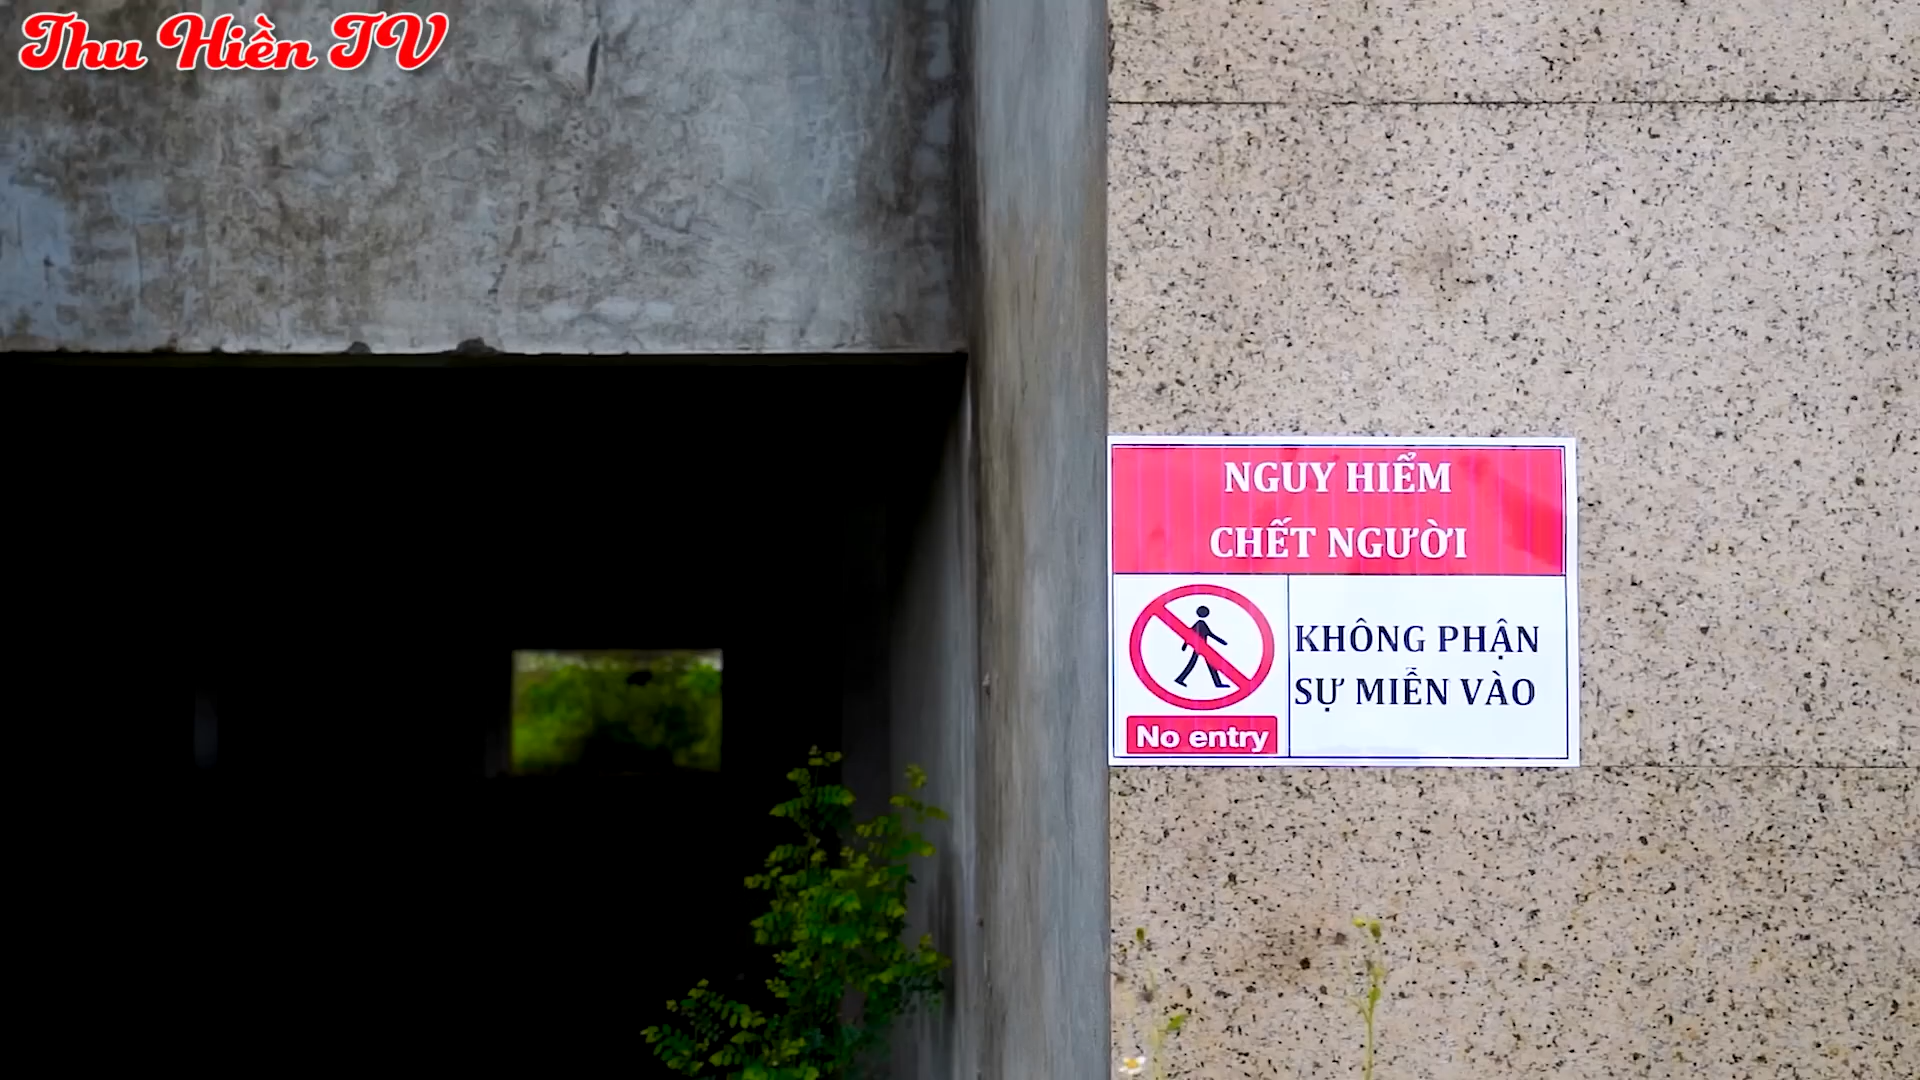 Thu Hiền TV
NGUY HIỂM
CHẾT NGƯỜI
KHÔNG PHẬN
SỰ MIỄN VÀO
No entry